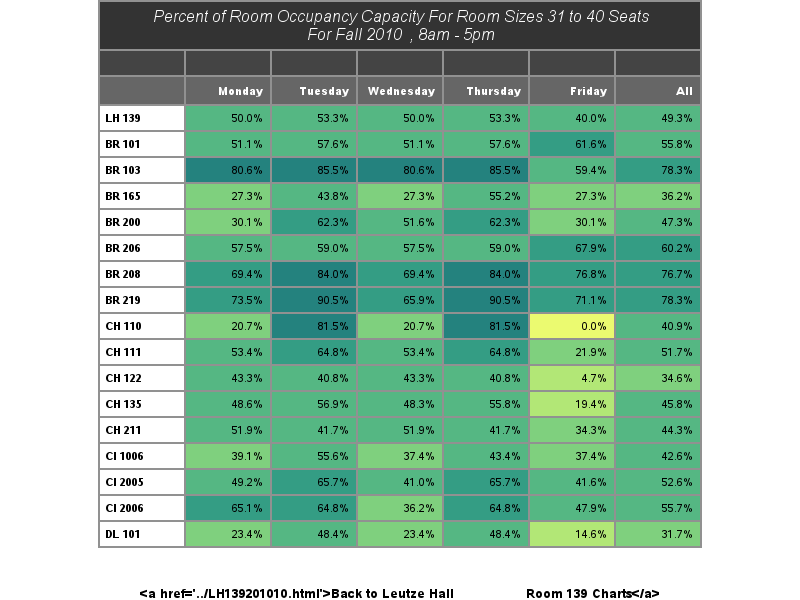 Percent of Room Occupancy Capacity For Room Sizes 31 to 40 Seats
For Fall 2010 , 8am - 5pm
Monday Tuesday Wednesday Thursday Friday All
LH 139 50.0% 53.3% 50.0% 53.3% 40.0% 49.3%
BR 101 51.1% 57.6% 51.1% 57.6% 61.6% 55.8%
BR 103 80.6% 85.5% 80.6% 85.5% 59.4% 78.3%
BR 165 27.3% 43.8% 27.3% 55.2% 27.3% 36.2%
BR 200 30.1% 62.3% 51.6% 62.3% 30.1% 47.3%
BR 206 57.5% 59.0% 57.5% 59.0% 67.9% 60.2%
BR 208 69.4% 84.0% 69.4% 84.0% 76.8% 76.7%
BR 219 73.5% 90.5% 65.9% 90.5% 71.1% 78.3%
CH 110 20.7% 81.5% 20.7% 81.5% 0.0% 40.9%
CH 111 53.4% 64.8% 53.4% 64.8% 21.9% 51.7%
CH 122 43.3% 40.8% 43.3% 40.8% 4.7% 34.6%
CH 135 48.6% 56.9% 48.3% 55.8% 19.4% 45.8%
CH 211 51.9% 41.7% 51.9% 41.7% 34.3% 44.3%
CI 1006 39.1% 55.6% 37.4% 43.4% 37.4% 42.6%
CI 2005 49.2% 65.7% 41.0% 65.7% 41.6% 52.6%
CI 2006 65.1% 64.8% 36.2% 64.8% 47.9% 55.7%
DL 101 23.4% 48.4% 23.4% 48.4% 14.6% 31.7%
<a href='../LH139201010.html'>Back to Leutze Hall Room 139 Charts</a>